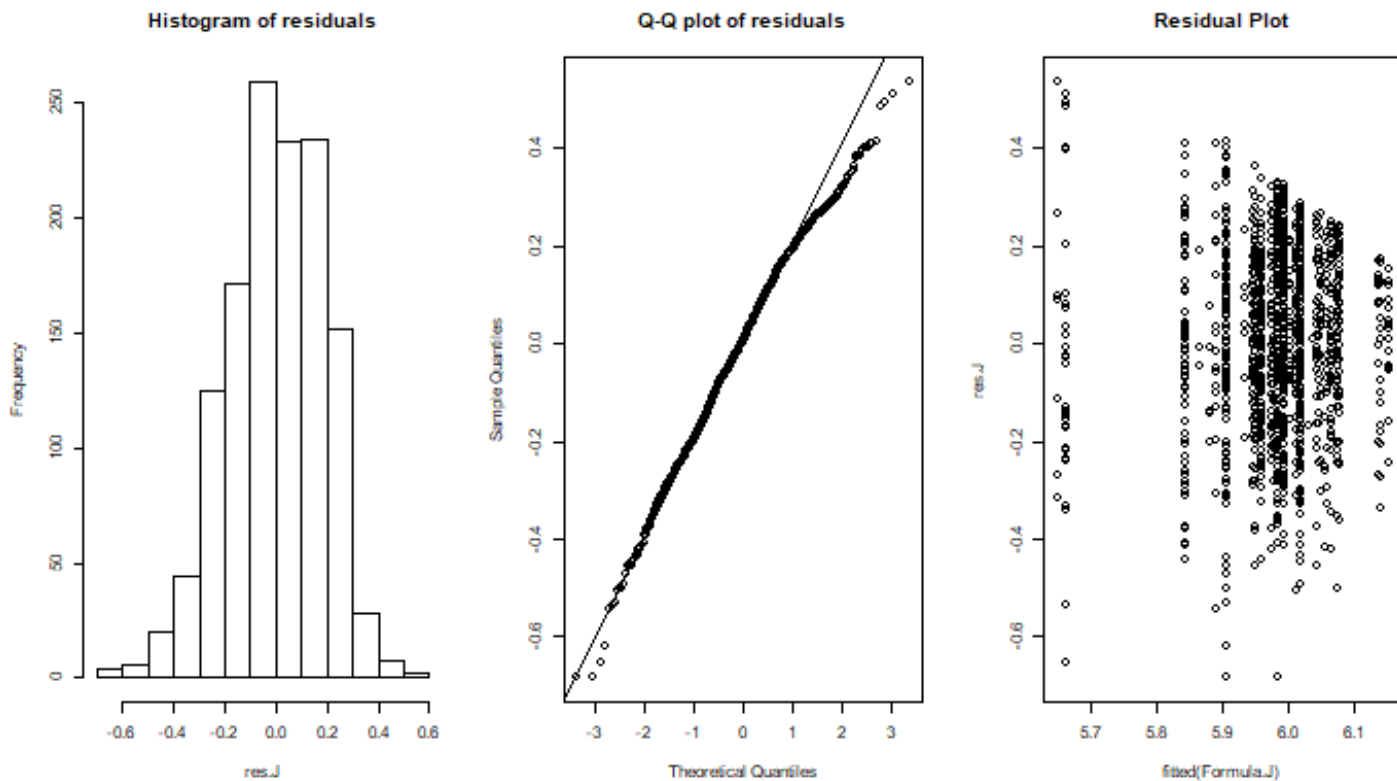 Histogram of residuals
Frequency
250
200
150
100
50
0
-0.6 -0.4 -0.2 0.0 0.2 0.4 0.6
res.J
Q-Q plot of residuals
Sample Quantiles
0.4
0.2
0.0
-0.2
-0.4
-0.6
-3 -2 -1 0 1 2 3
Theoretical Quantiles
Residual Plot
res.J
0.4
0.2
0.0
-0.2
-0.4
-0.6
5.7 5.8 5.9 6.0 6.1
fitted(Formula.J)